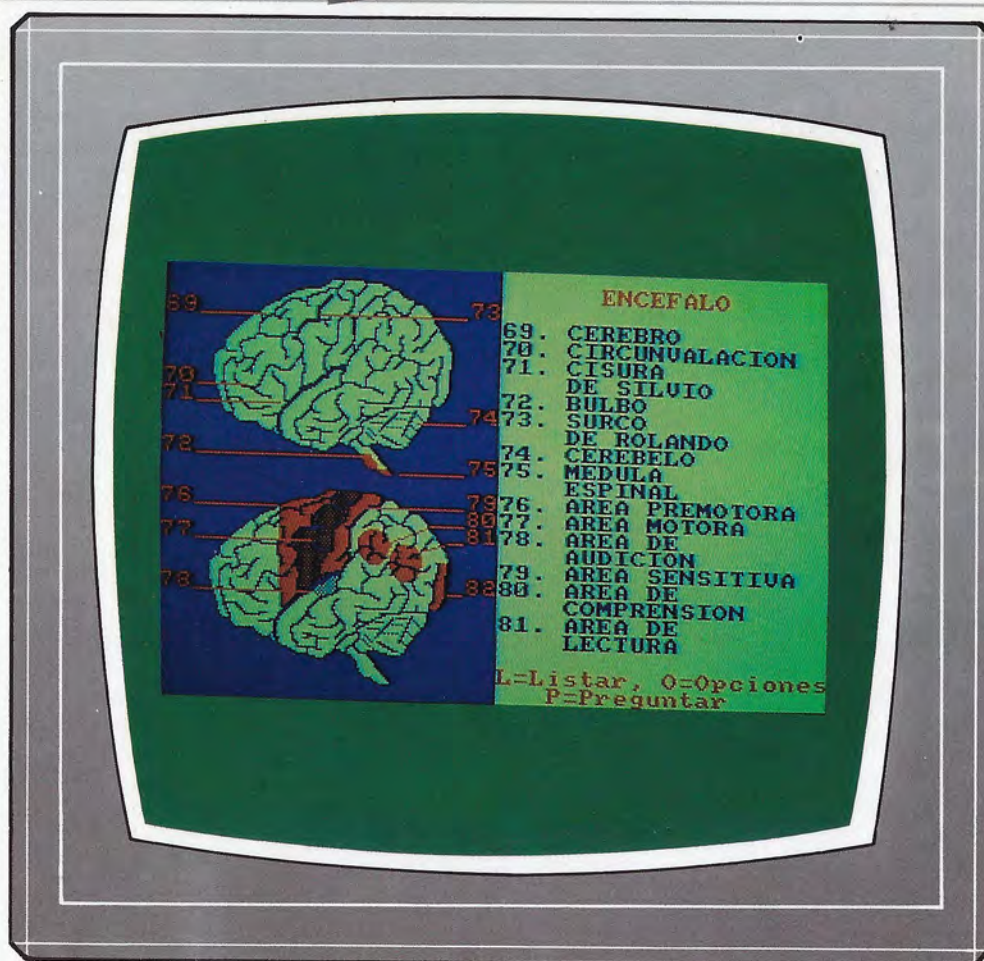 69
73
70
71
74
72
75
76
79
80
77
81
78
82
ENCEFALO
69. CEREBRO
70. CIRCUNVALACION
71. CISURA
DE SILVIO
72. BULBO
73. SURCO
DE ROLANDO
74. CEREBELO
75. MEDULA
ESPINAL
76. AREA PREMOTORA
77. AREA MOTORA
78. AREA DE
AUDICION
79. AREA SENSITIVA
80. AREA DE
COMPRENSION
81. AREA DE
LECTURA
L=Listar, O=Opciones
P=Preguntar